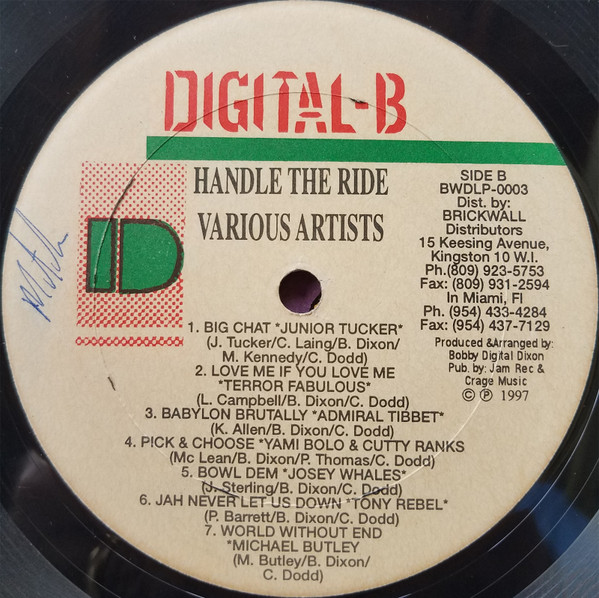 DIGITAL-B
HANDLE THE RIDE
VARIOUS ARTISTS
SIDE B
BWDLP-0003
Dist. by:
BRICKWALL
Distributors
15 Keesing Avenue,
Kingston 10 W.I.
Ph.(809) 923-5753
Fax: (809) 931-2594
In Miami, Fl
Ph. (954) 433-4284
Fax: (954) 437-7129
Produced &Arranged by:
Bobby Digital Dixon
Pub. by: Jam Rec &
Crage Music
© ℗ 1997
D
1. BIG CHAT *JUNIOR TUCKER*
(J. Tucker/C. Laing/B. Dixon/
M. Kennedy/C. Dodd)
2. LOVE ME IF YOU LOVE ME
*TERROR FABULOUS*
(L. Campbell/B. Dixon/C. Dodd)
3. BABYLON BRUTALLY *ADMIRAL TIBBET*
(K. Allen/B. Dixon/C. Dodd)
4. PICK & CHOOSE *YAMI BOLO & CUTTY RANKS
(Mc Lean/B. Dixon/P. Thomas/C. Dodd)
5. BOWL DEM *JOSEY WHALES*
(J. Sterling/B. Dixon/C. Dodd)
6. JAH NEVER LET US DOWN *TONY REBEL*
(P. Barrett/B. Dixon/C. Dodd)
7. WORLD WITHOUT END
*MICHAEL BUTLEY
(M. Butley/B. Dixon/
C. Dodd)